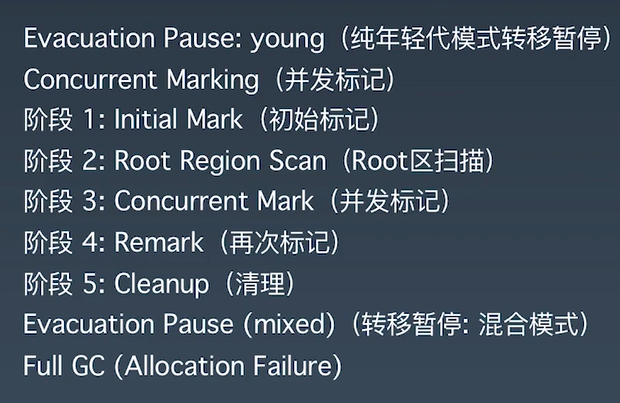 Evacuation Pause: young（纯年轻代模式转移暂停）
Concurrent Marking（并发标记）
阶段 1: Initial Mark（初始标记）
阶段 2: Root Region Scan（Root区扫描）
阶段 3: Concurrent Mark（并发标记）
阶段 4: Remark（再次标记）
阶段 5: Cleanup（清理）
Evacuation Pause (mixed)（转移暂停: 混合模式）
Full GC (Allocation Failure)